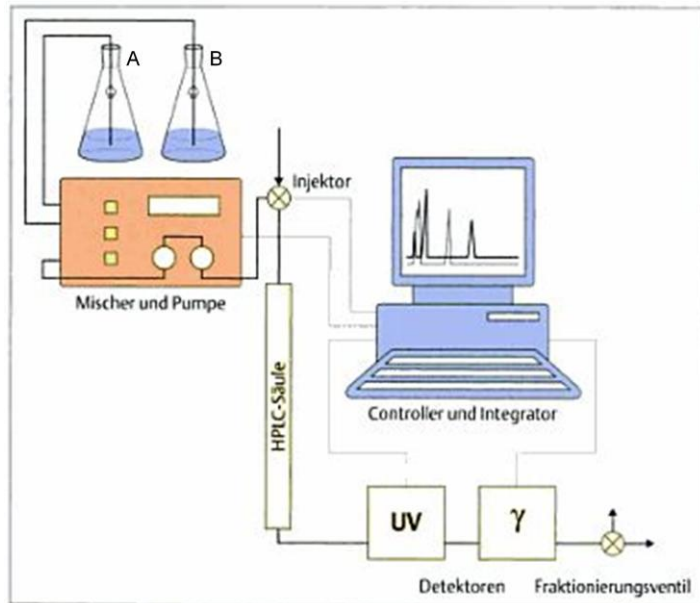 A
B
Injektor
Mischer und Pumpe
HPLC-Säule
Controller und Integrator
UV
γ
Detektoren
Fraktionierungsventil